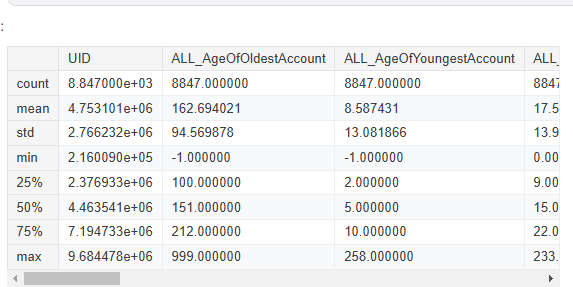 :
UID ALL_AgeOfOldestAccount ALL_AgeOfYoungestAccount ALL_
count 8.847000e+03 8847.000000 8847.000000 8847
mean 4.753101e+06 162.694021 8.587431 17.5
std 2.766232e+06 94.569878 13.081866 13.9
min 2.160090e+05 -1.000000 -1.000000 0.00
25% 2.376933e+06 100.000000 2.000000 9.00
50% 4.463541e+06 151.000000 5.000000 15.0
75% 7.194733e+06 212.000000 10.000000 22.0
max 9.684478e+06 999.000000 258.000000 233.